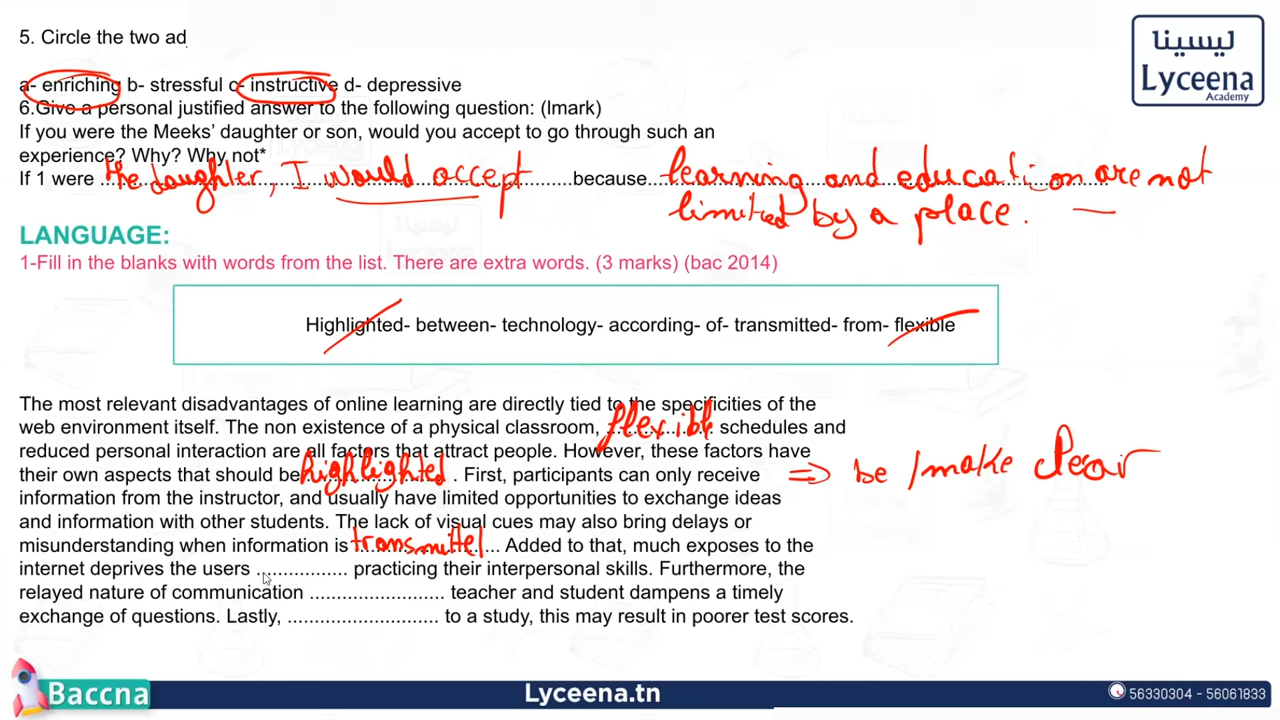 5. Circle the two ad
ليسينا
Lyceena
Academy
a- enriching b- stressful c- instructive d- depressive
6.Give a personal justified answer to the following question: (lmark)
If you were the Meeks' daughter or son, would you accept to go through such an
experience? Why? Why not*
If 1 were the daughter, I would accept because learning and education are not
limited by a place.
LANGUAGE:
1-Fill in the blanks with words from the list. There are extra words. (3 marks) (bac 2014)
Highlighted- between- technology- according- of- transmitted- from- flexible
The most relevant disadvantages of online learning are directly tied to the specificities of the
web environment itself. The non existence of a physical classroom, flexible schedules and
reduced personal interaction are all factors that attract people. However, these factors have
their own aspects that should be highlighted. First, participants can only receive => be/make clear
information from the instructor, and usually have limited opportunities to exchange ideas
and information with other students. The lack of visual cues may also bring delays or
misunderstanding when information is transmitted... Added to that, much exposes to the
internet deprives the users ................. practicing their interpersonal skills. Furthermore, the
relayed nature of communication ......................... teacher and student dampens a timely
exchange of questions. Lastly, ............................ to a study, this may result in poorer test scores.
Baccna
Lyceena.tn
56330304 - 56061833